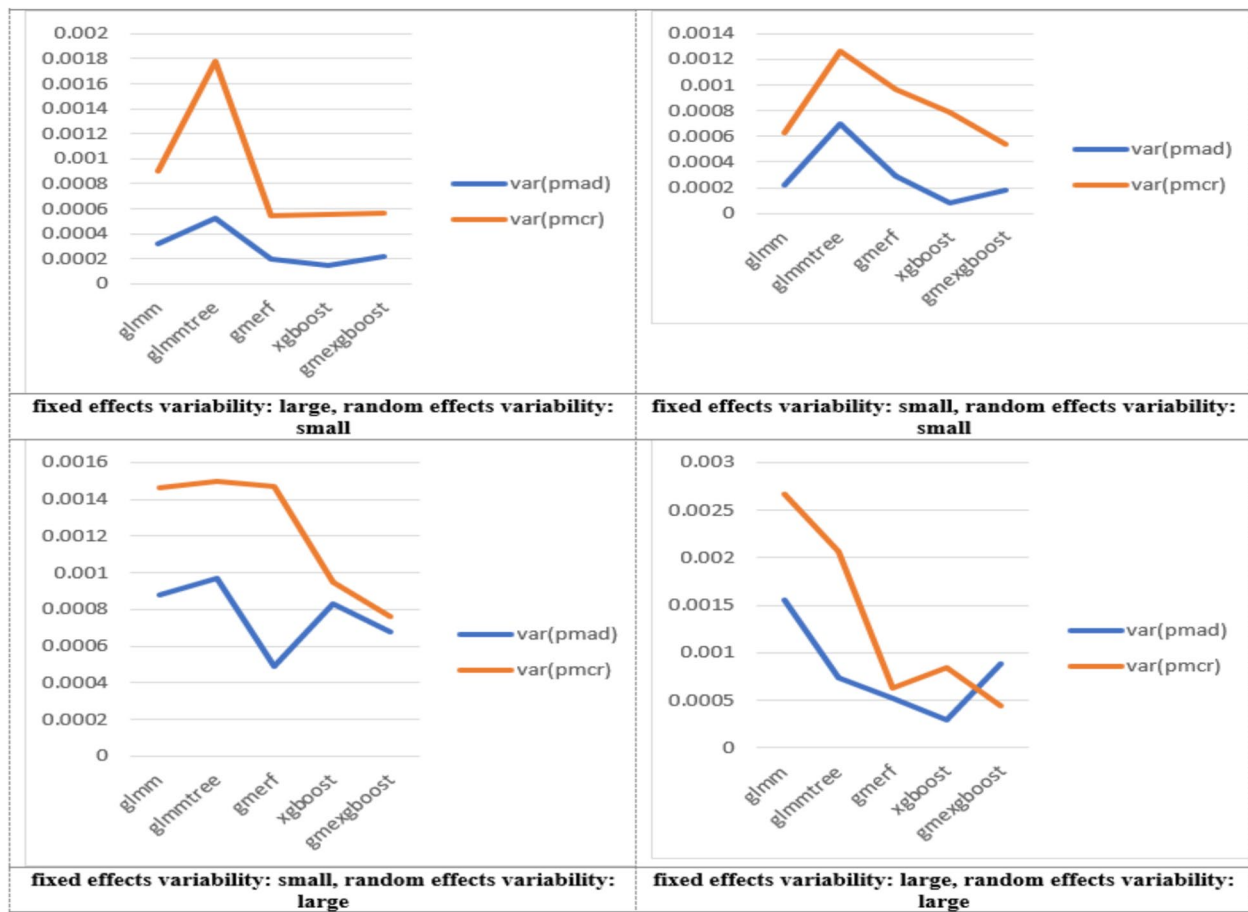 0.002
0.0018
0.0016
0.0014
0.0012
0.001
0.0008
0.0006
0.0004
0.0002
0
glmm
glmmtree
gmerf
xgboost
gmexgboost
var(pmad)
var(pmcr)
fixed effects variability: large, random effects variability:
small
0.0014
0.0012
0.001
0.0008
0.0006
0.0004
0.0002
0
glmm
glmmtree
gmerf
xgboost
gmexgboost
var(pmad)
var(pmcr)
fixed effects variability: small, random effects variability:
small
0.0016
0.0014
0.0012
0.001
0.0008
0.0006
0.0004
0.0002
0
glmm
glmmtree
gmerf
xgboost
gmexgboost
var(pmad)
var(pmcr)
fixed effects variability: small, random effects variability:
large
0.003
0.0025
0.002
0.0015
0.001
0.0005
0
glmm
glmmtree
gmerf
xgboost
gmexgboost
var(pmad)
var(pmcr)
fixed effects variability: large, random effects variability:
large